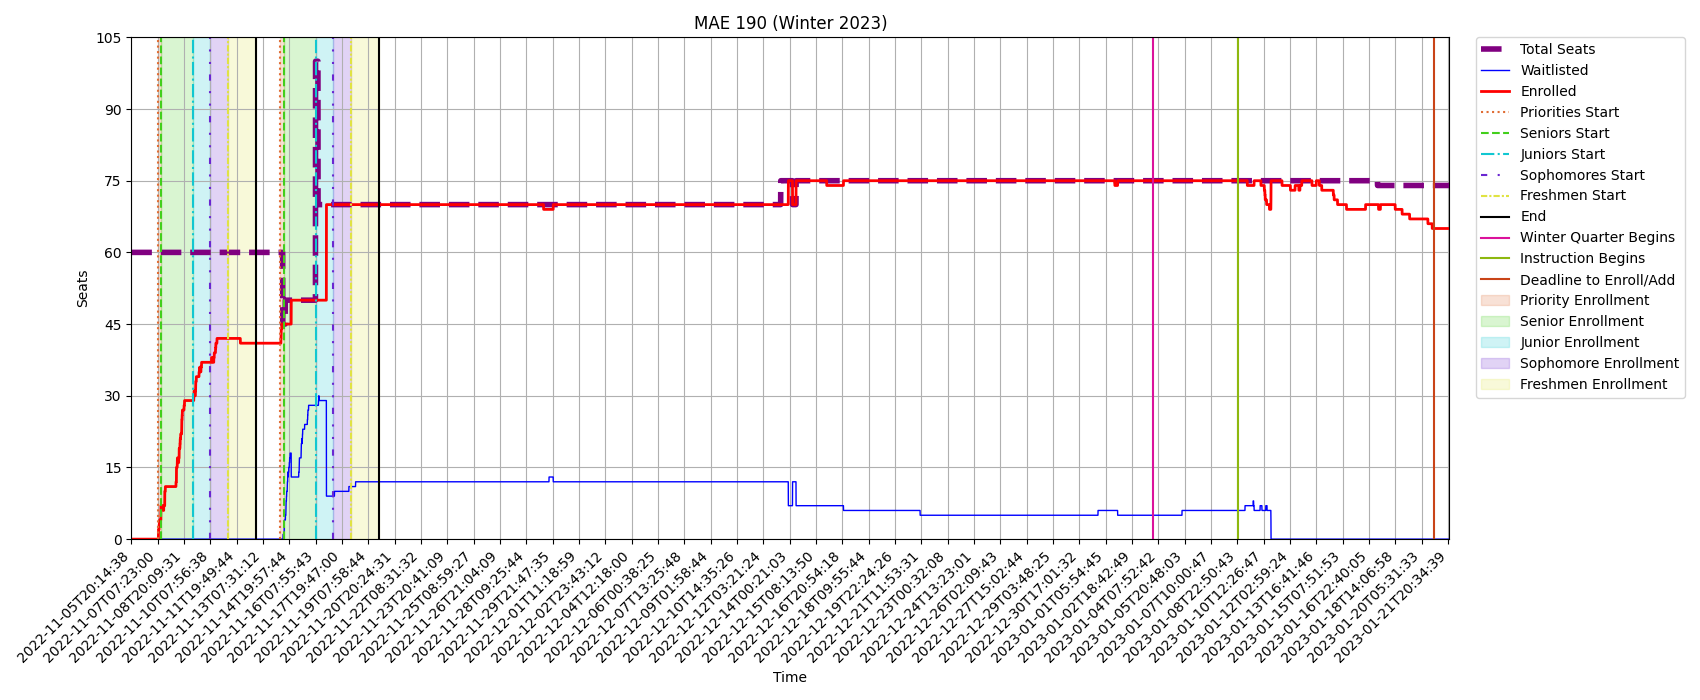 MAE 190 (Winter 2023)
105
90
75
60
45
30
15
0
Seats
2022-11-05T20:14:38
2022-11-07T07:23:00
2022-11-08T20:09:31
2022-11-10T07:56:38
2022-11-11T19:49:44
2022-11-13T07:31:12
2022-11-14T19:57:44
2022-11-16T07:55:43
2022-11-17T19:47:00
2022-11-19T07:58:44
2022-11-20T20:24:31
2022-11-22T08:31:32
2022-11-23T20:41:09
2022-11-25T08:59:27
2022-11-26T21:04:09
2022-11-28T09:25:44
2022-11-29T21:47:35
2022-12-01T11:18:59
2022-12-02T23:43:12
2022-12-04T12:18:00
2022-12-06T00:38:25
2022-12-07T13:25:48
2022-12-09T01:58:44
2022-12-10T14:35:26
2022-12-12T03:21:24
2022-12-14T00:21:03
2022-12-15T08:13:50
2022-12-16T20:54:18
2022-12-18T09:55:44
2022-12-19T22:24:26
2022-12-21T11:53:31
2022-12-23T00:32:08
2022-12-24T13:23:01
2022-12-26T02:09:43
2022-12-27T15:02:44
2022-12-29T03:48:25
2022-12-30T17:01:32
2023-01-01T05:54:45
2023-01-02T18:42:49
2023-01-04T07:52:42
2023-01-05T20:48:03
2023-01-07T10:00:47
2023-01-08T22:50:43
2023-01-10T12:26:47
2023-01-12T02:59:24
2023-01-13T16:41:46
2023-01-15T07:51:53
2023-01-16T22:40:05
2023-01-18T14:06:58
2023-01-20T05:31:33
2023-01-21T20:34:39
Time
Total Seats
Waitlisted
Enrolled
Priorities Start
Seniors Start
Juniors Start
Sophomores Start
Freshmen Start
End
Winter Quarter Begins
Instruction Begins
Deadline to Enroll/Add
Priority Enrollment
Senior Enrollment
Junior Enrollment
Sophomore Enrollment
Freshmen Enrollment